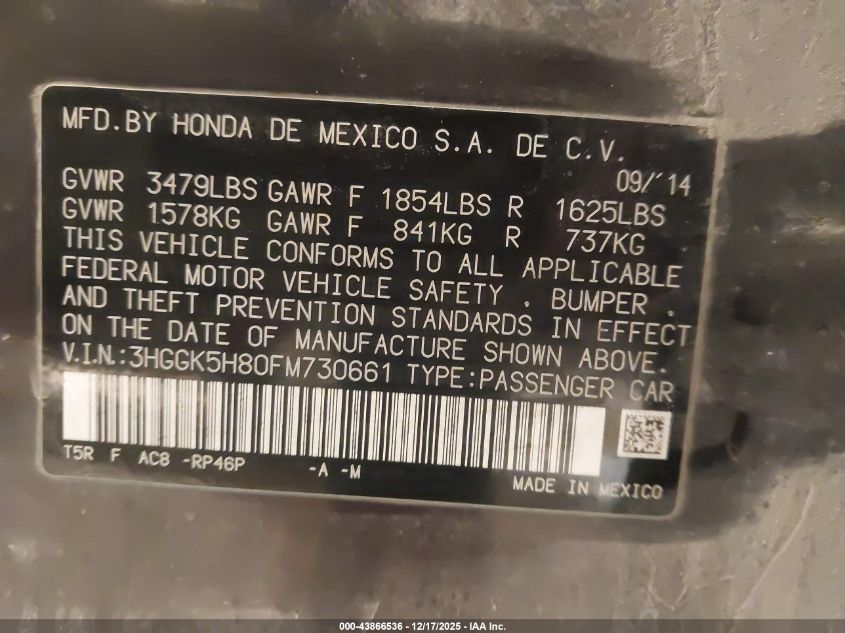 MFD.BY HONDA DE MEXICO S.A. DE C.V.
09/'14
GVWR 3479LBS GAWR F 1854LBS R 1625LBS
GVWR 1578KG GAWR F 841KG R 737KG
THIS VEHICLE CONFORMS TO ALL APPLICABLE
FEDERAL MOTOR VEHICLE SAFETY , BUMPER ,
AND THEFT PREVENTION STANDARDS IN EFFECT
ON THE DATE OF MANUFACTURE SHOWN ABOVE.
V.I.N.:3HGGK5H80FM730661 TYPE:PASSENGER CAR
T5R F AC8 -RP46P -A -M
MADE IN MEXICO
000-43866536 - 12/17/2025 - IAA Inc.